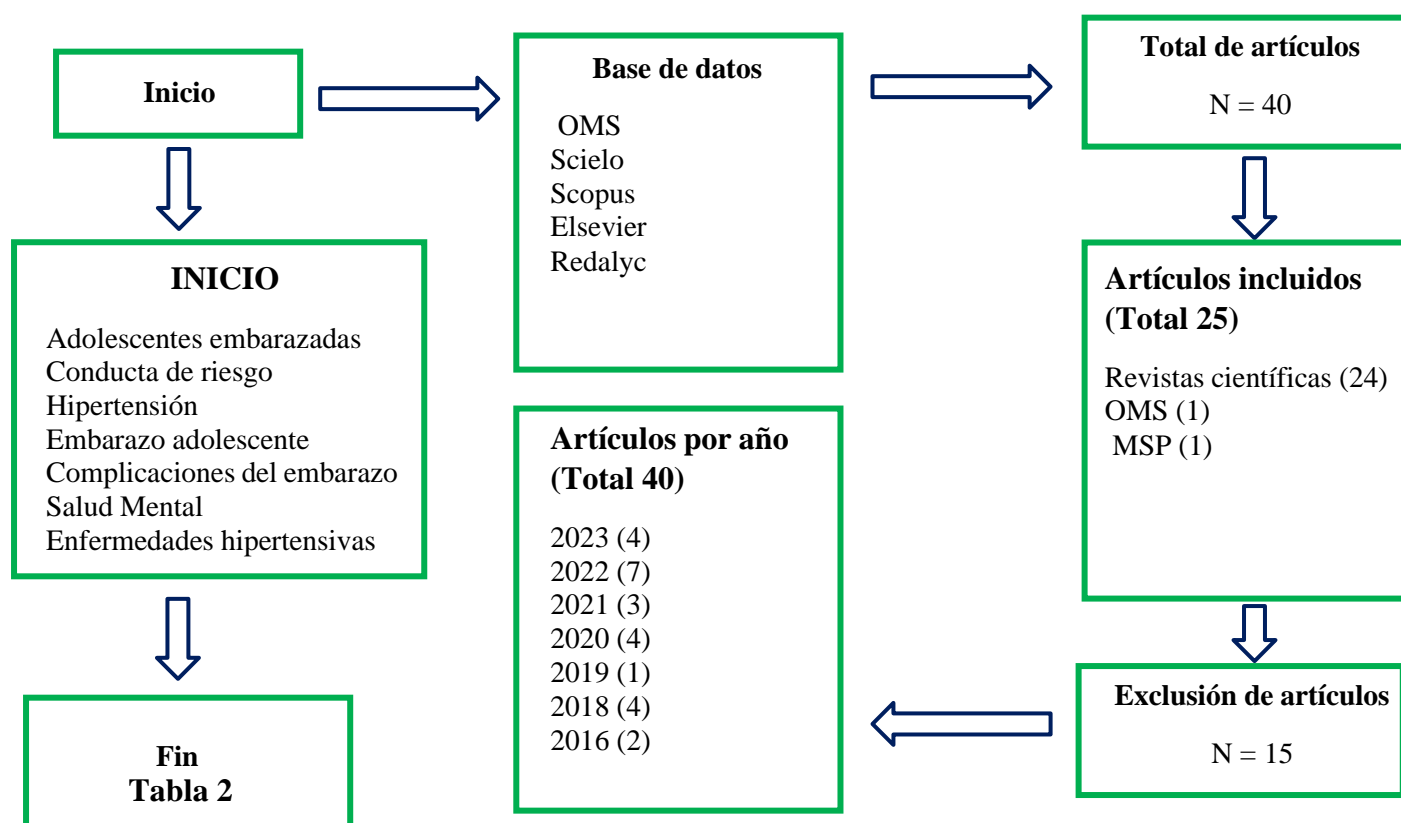 Inicio
Base de datos
OMS
Scielo
Scopus
Elsevier
Redalyc
Total de artículos
N = 40
INICIO
Adolescentes embarazadas
Conducta de riesgo
Hipertensión
Embarazo adolescente
Complicaciones del embarazo
Salud Mental
Enfermedades hipertensivas
Artículos incluidos
(Total 25)
Revistas científicas (24)
OMS (1)
MSP (1)
Artículos por año
(Total 40)
2023 (4)
2022 (7)
2021 (3)
2020 (4)
2019 (1)
2018 (4)
2016 (2)
Exclusión de artículos
N = 15
Fin
Tabla 2